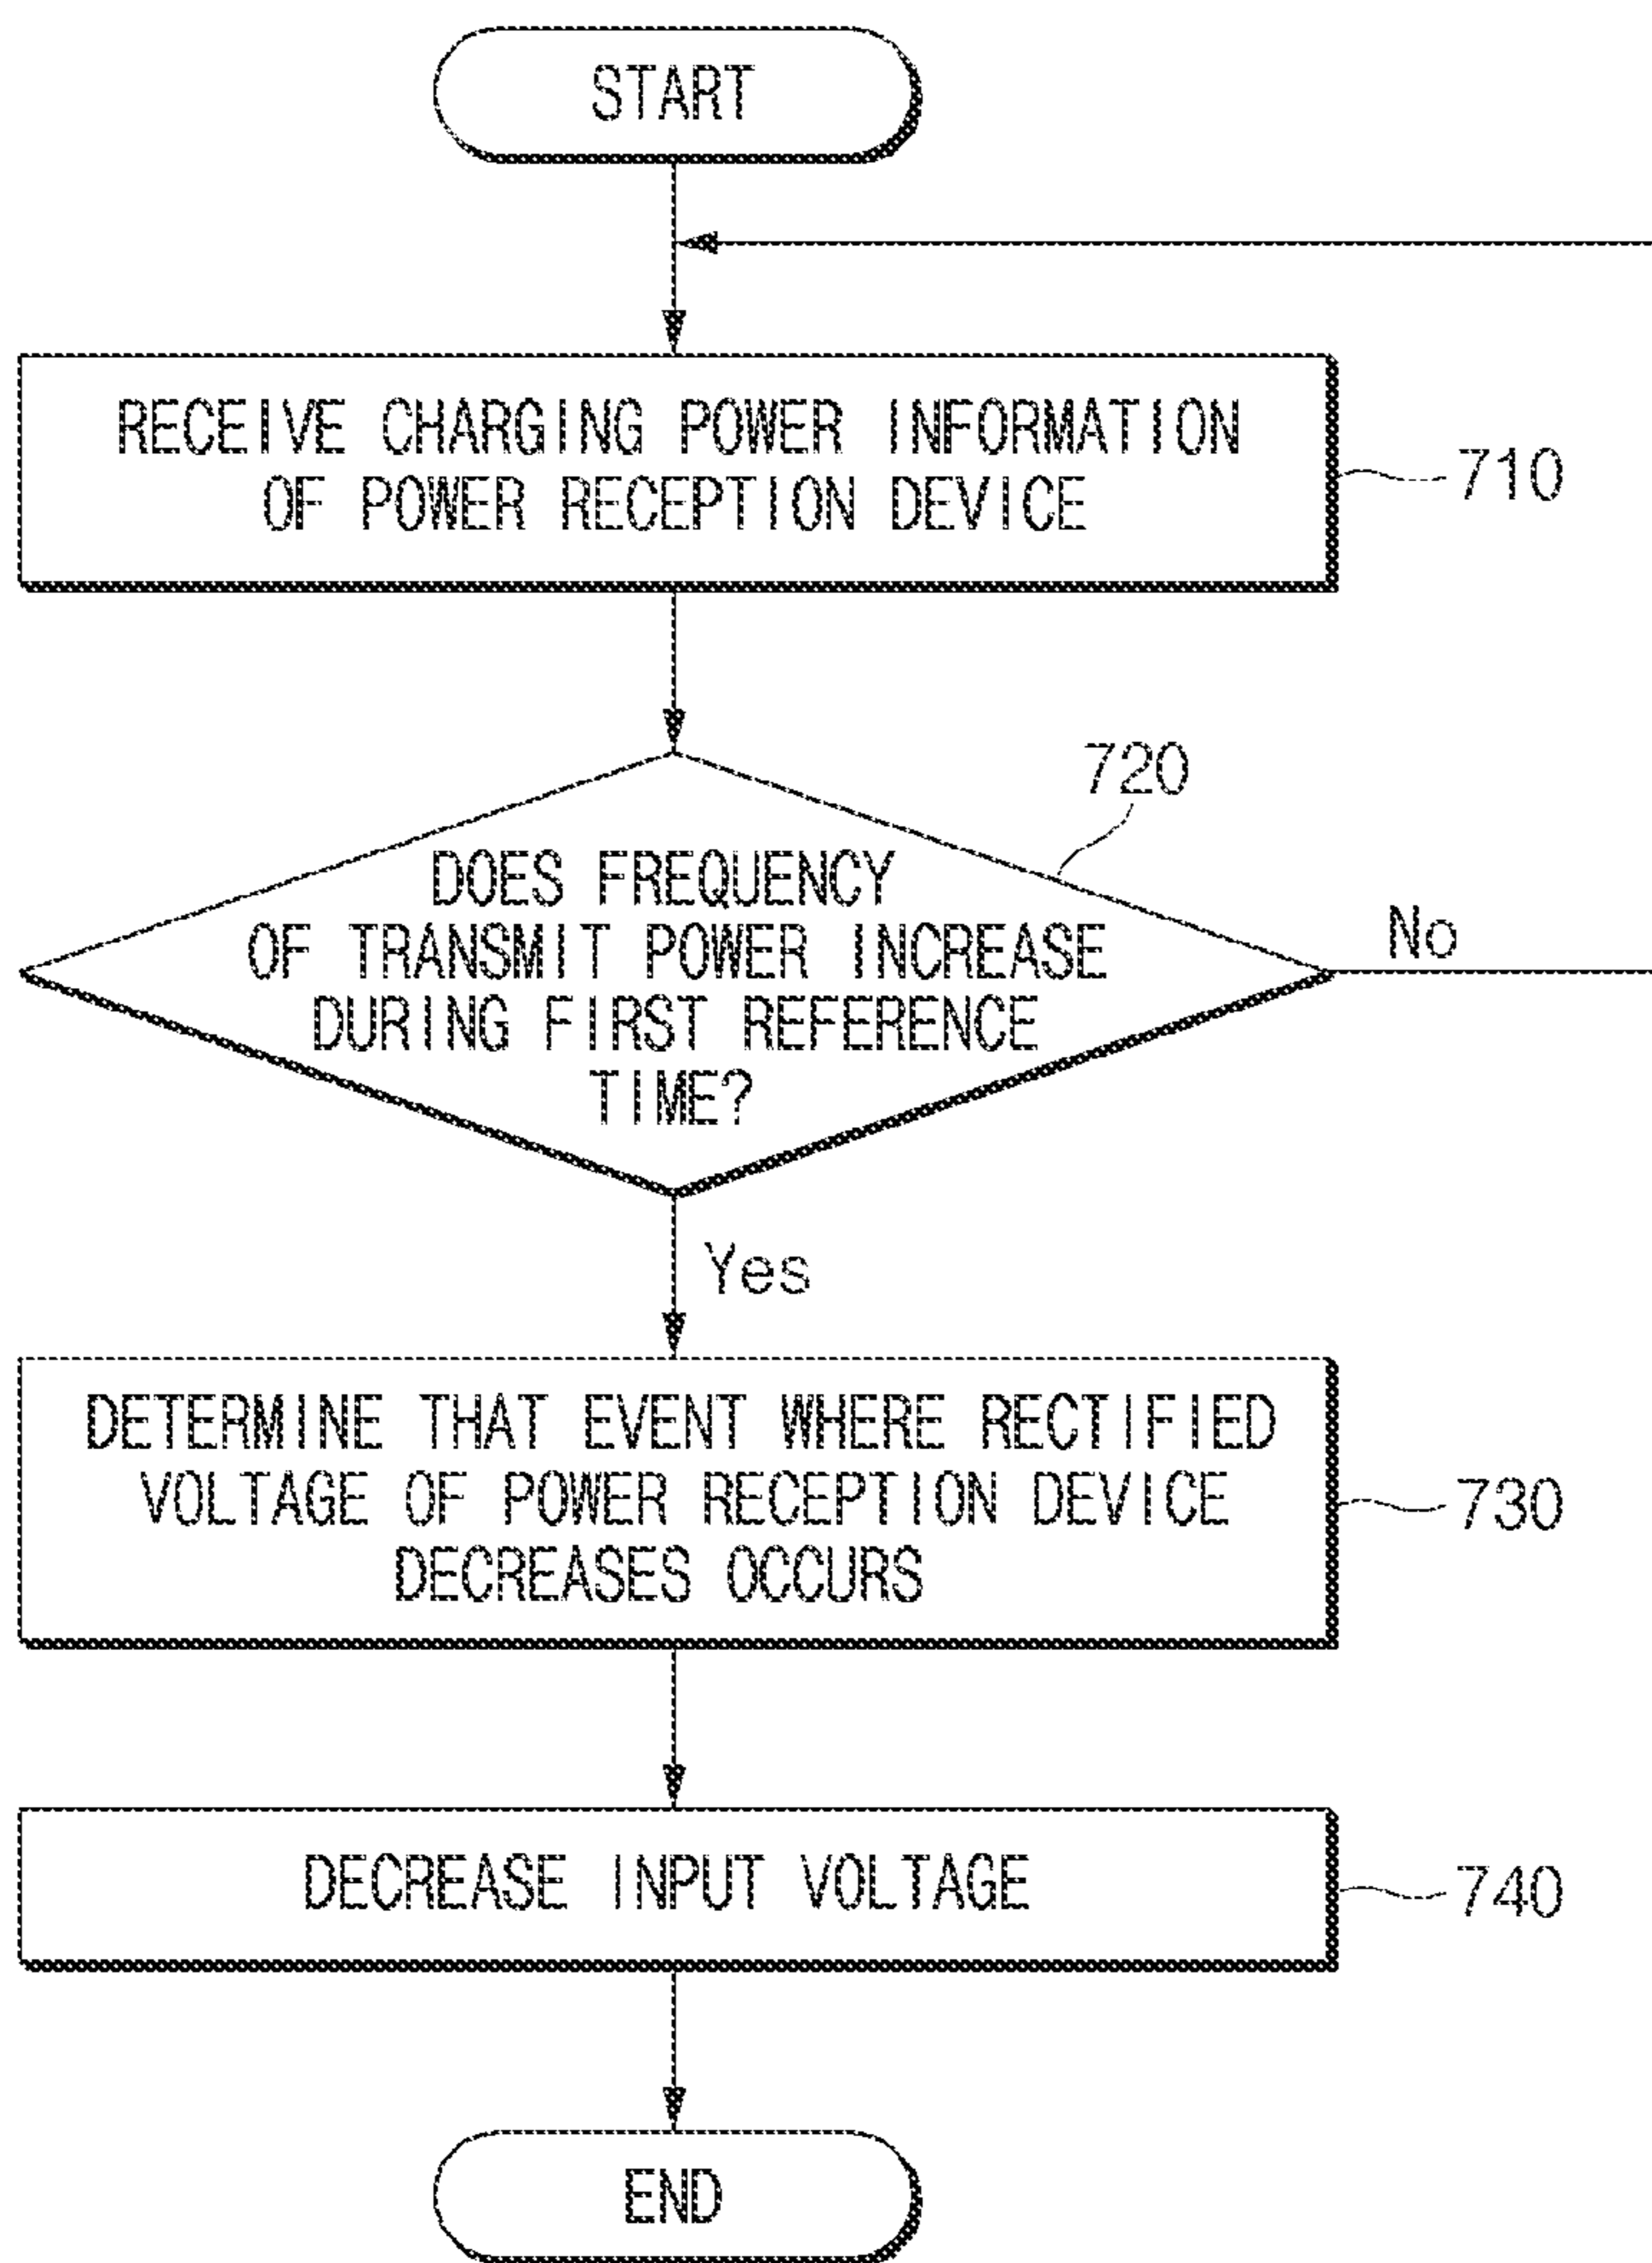 START
RECEIVE CHARGING POWER INFORMATION
OF POWER RECEPTION DEVICE
710
720
DOES FREQUENCY
OF TRANSMIT POWER INCREASE
DURING FIRST REFERENCE
TIME?
No
Yes
DETERMINE THAT EVENT WHERE RECTIFIED
VOLTAGE OF POWER RECEPTION DEVICE
DECREASES OCCURS
730
DECREASE INPUT VOLTAGE
740
END